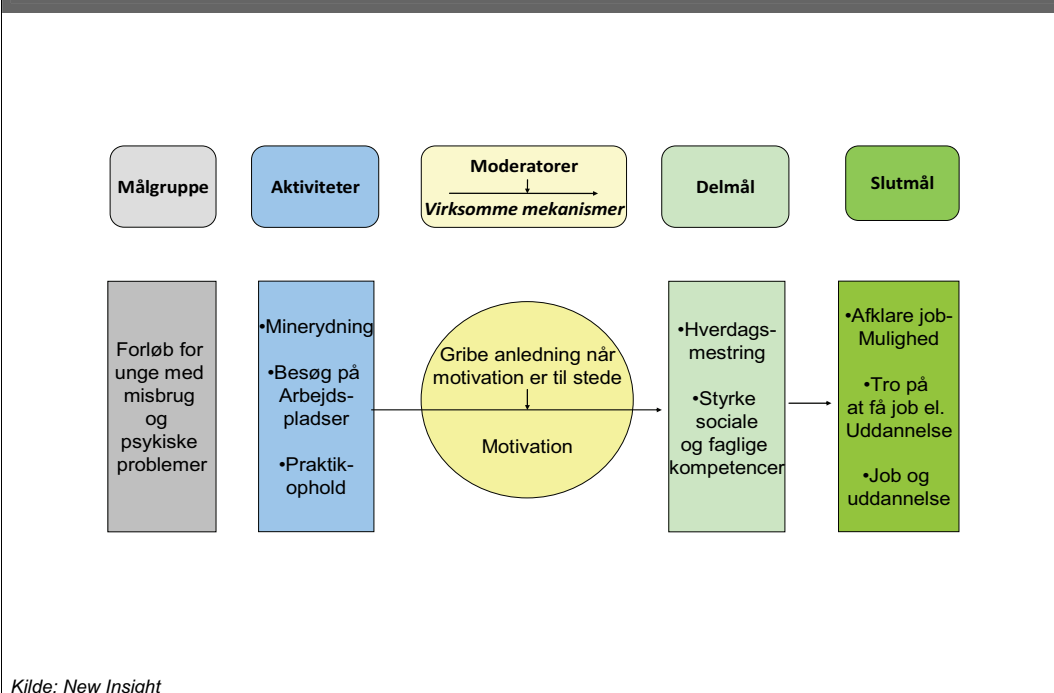 Målgruppe
Aktiviteter
Moderatorer
Virksomme mekanismer
Delmål
Slutmål
Forløb for
unge med
misbrug
og
psykiske
problemer
•Minerydning
•Besøg på
Arbejds-
pladser
•Praktik-
ophold
Gribe anledning når
motivation er til stede
Motivation
•Hverdags-
mestring
•Styrke
sociale
og faglige
kompetencer
•Afklare job-
Mulighed
•Tro på
at få job el.
Uddannelse
•Job og
uddannelse
Kilde: New Insight